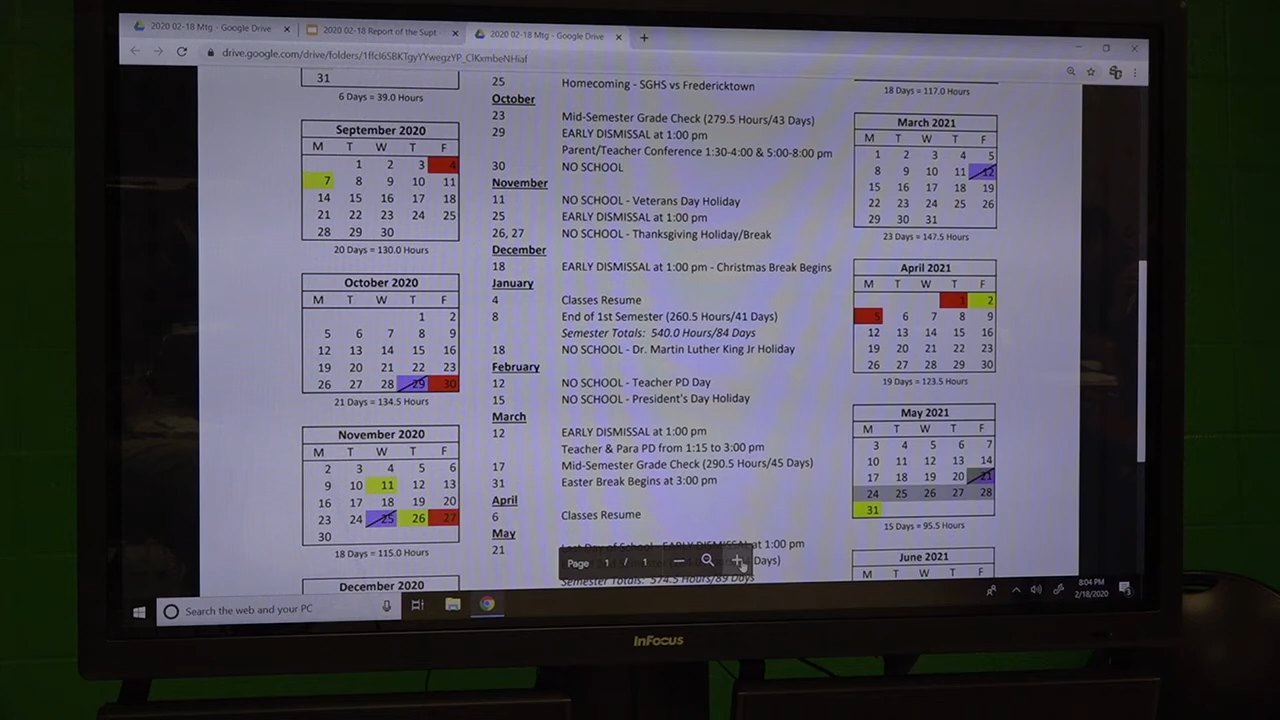 2020 02-18 Mtg - Google Drive
2020 02-18 Report of the Supt
2020 02-18 Mtg - Google Drive
31
6 Days = 39.0 Hours
September 2020
M T W T F
1 2 3 4
7 8 9 10 11
14 15 16 17 18
21 22 23 24 25
28 29 30
20 Days = 130.0 Hours
October 2020
M T W T F
1 2
5 6 7 8 9
12 13 14 15 16
19 20 21 22 23
26 27 28 29 30
21 Days = 134.5 Hours
November 2020
M T W T F
2 3 4 5 6
9 10 11 12 13
16 17 18 19 20
23 24 25 26 27
30
18 Days = 115.0 Hours
December 2020
25 Homecoming - SGHS vs Fredericktown
October
23 Mid-Semester Grade Check (279.5 Hours/43 Days)
29 EARLY DISMISSAL at 1:00 pm
Parent/Teacher Conference 1:30-4:00 & 5:00-8:00 pm
30 NO SCHOOL
November
11 NO SCHOOL - Veterans Day Holiday
25 EARLY DISMISSAL at 1:00 pm
26, 27 NO SCHOOL - Thanksgiving Holiday/Break
December
18 EARLY DISMISSAL at 1:00 pm - Christmas Break Begins
January
4 Classes Resume
8 End of 1st Semester (260.5 Hours/41 Days)
Semester Totals: 540.0 Hours/84 Days
18 NO SCHOOL - Dr. Martin Luther King Jr Holiday
February
12 NO SCHOOL - Teacher PD Day
15 NO SCHOOL - President's Day Holiday
March
12 EARLY DISMISSAL at 1:00 pm
Teacher & Para PD from 1:15 to 3:00 pm
17 Mid-Semester Grade Check (290.5 Hours/45 Days)
31 Easter Break Begins at 3:00 pm
April
6 Classes Resume
May
21 Last Day of School - EARLY DISMISSAL at 1:00 pm
Days)
Semester Totals: 574.5 Hours/89 Days
Page 1 / 1
18 Days = 117.0 Hours
March 2021
M T W T F
1 2 3 4 5
8 9 10 11 12
15 16 17 18 19
22 23 24 25 26
29 30 31
23 Days = 147.5 Hours
April 2021
M T W T F
1 2
5 6 7 8 9
12 13 14 15 16
19 20 21 22 23
26 27 28 29 30
19 Days = 123.5 Hours
May 2021
M T W T F
3 4 5 6 7
10 11 12 13 14
17 18 19 20 21
24 25 26 27 28
31
15 Days = 95.5 Hours
June 2021
M T W T F
Search the web and your PC
8:04 PM
2/18/2020
InFocus